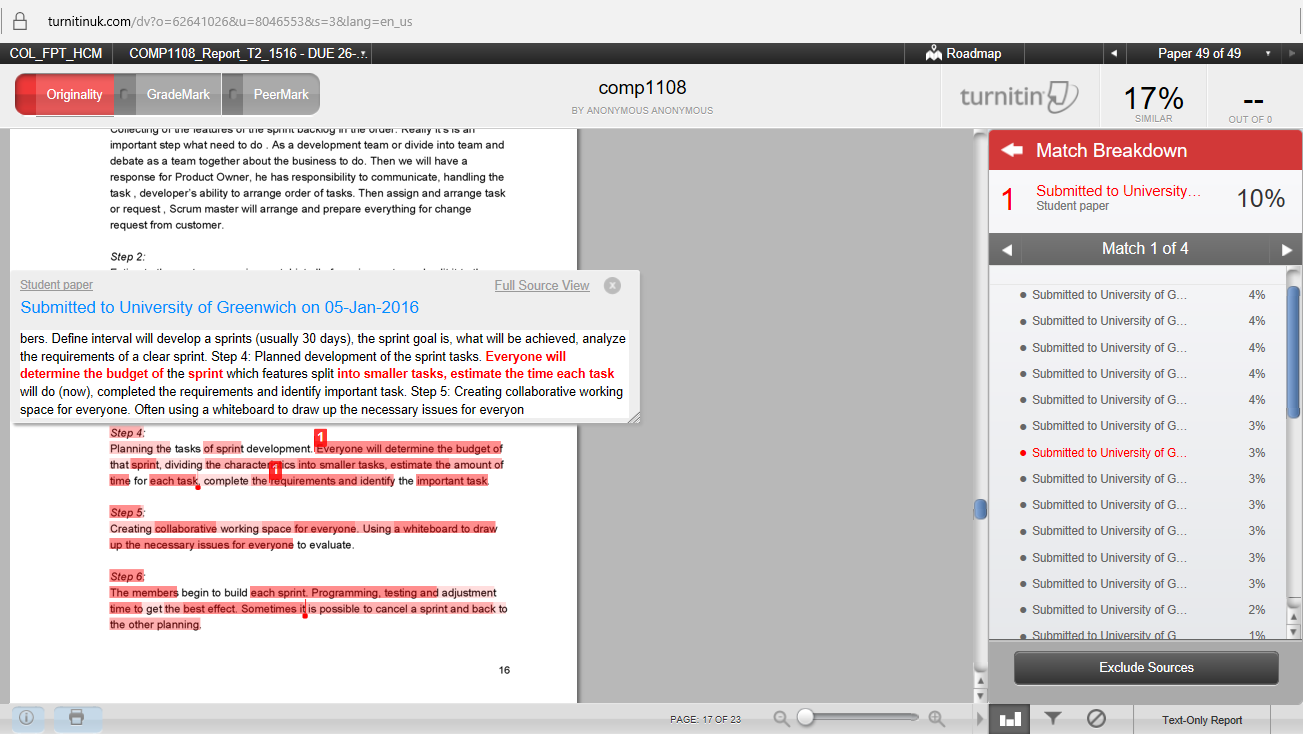 turnitinuk.com/dv?o=62641026&u=8046553&s=3&lang=en_us
COL_FPT_HCM
COMP1108_Report_T2_1516 - DUE 26-...
Roadmap
Paper 49 of 49
Originality
GradeMark
PeerMark
comp1108
BY ANONYMOUS ANONYMOUS
turnitin
17%
SIMILAR
--
OUT OF 0
Collecting of the features of the sprint backlog in the order. Really it's is an
important step what need to do . As a development team or divide into team and
debate as a team together about the business to do. Then we will have a
response for Product Owner, he has responsibility to communicate, handling the
task , developer's ability to arrange order of tasks. Then assign and arrange task
or request , Scrum master will arrange and prepare everything for change
request from customer.
Step 2:
Student paper
Full Source View
Submitted to University of Greenwich on 05-Jan-2016
bers. Define interval will develop a sprints (usually 30 days), the sprint goal is, what will be achieved, analyze
the requirements of a clear sprint. Step 4: Planned development of the sprint tasks. Everyone will
determine the budget of the sprint which features split into smaller tasks, estimate the time each task
will do (now), completed the requirements and identify important task. Step 5: Creating collaborative working
space for everyone. Often using a whiteboard to draw up the necessary issues for everyon
Step 4:
1
Planning the tasks of sprint development. Everyone will determine the budget of
that sprint, dividing the characteristics into smaller tasks, estimate the amount of
1
time for each task, complete the requirements and identify the important task.
Step 5:
Creating collaborative working space for everyone. Using a whiteboard to draw
up the necessary issues for everyone to evaluate.
Step 6:
The members begin to build each sprint. Programming, testing and adjustment
time to get the best effect. Sometimes it is possible to cancel a sprint and back to
the other planning.
16
Match Breakdown
1
Submitted to University...
Student paper
10%
Match 1 of 4
Submitted to University of G... 4%
Submitted to University of G... 4%
Submitted to University of G... 4%
Submitted to University of G... 4%
Submitted to University of G... 4%
Submitted to University of G... 3%
Submitted to University of G... 3%
Submitted to University of G... 3%
Submitted to University of G... 3%
Submitted to University of G... 3%
Submitted to University of G... 3%
Submitted to University of G... 3%
Submitted to University of G... 2%
Submitted to University of G... 1%
Exclude Sources
PAGE: 17 OF 23
Text-Only Report